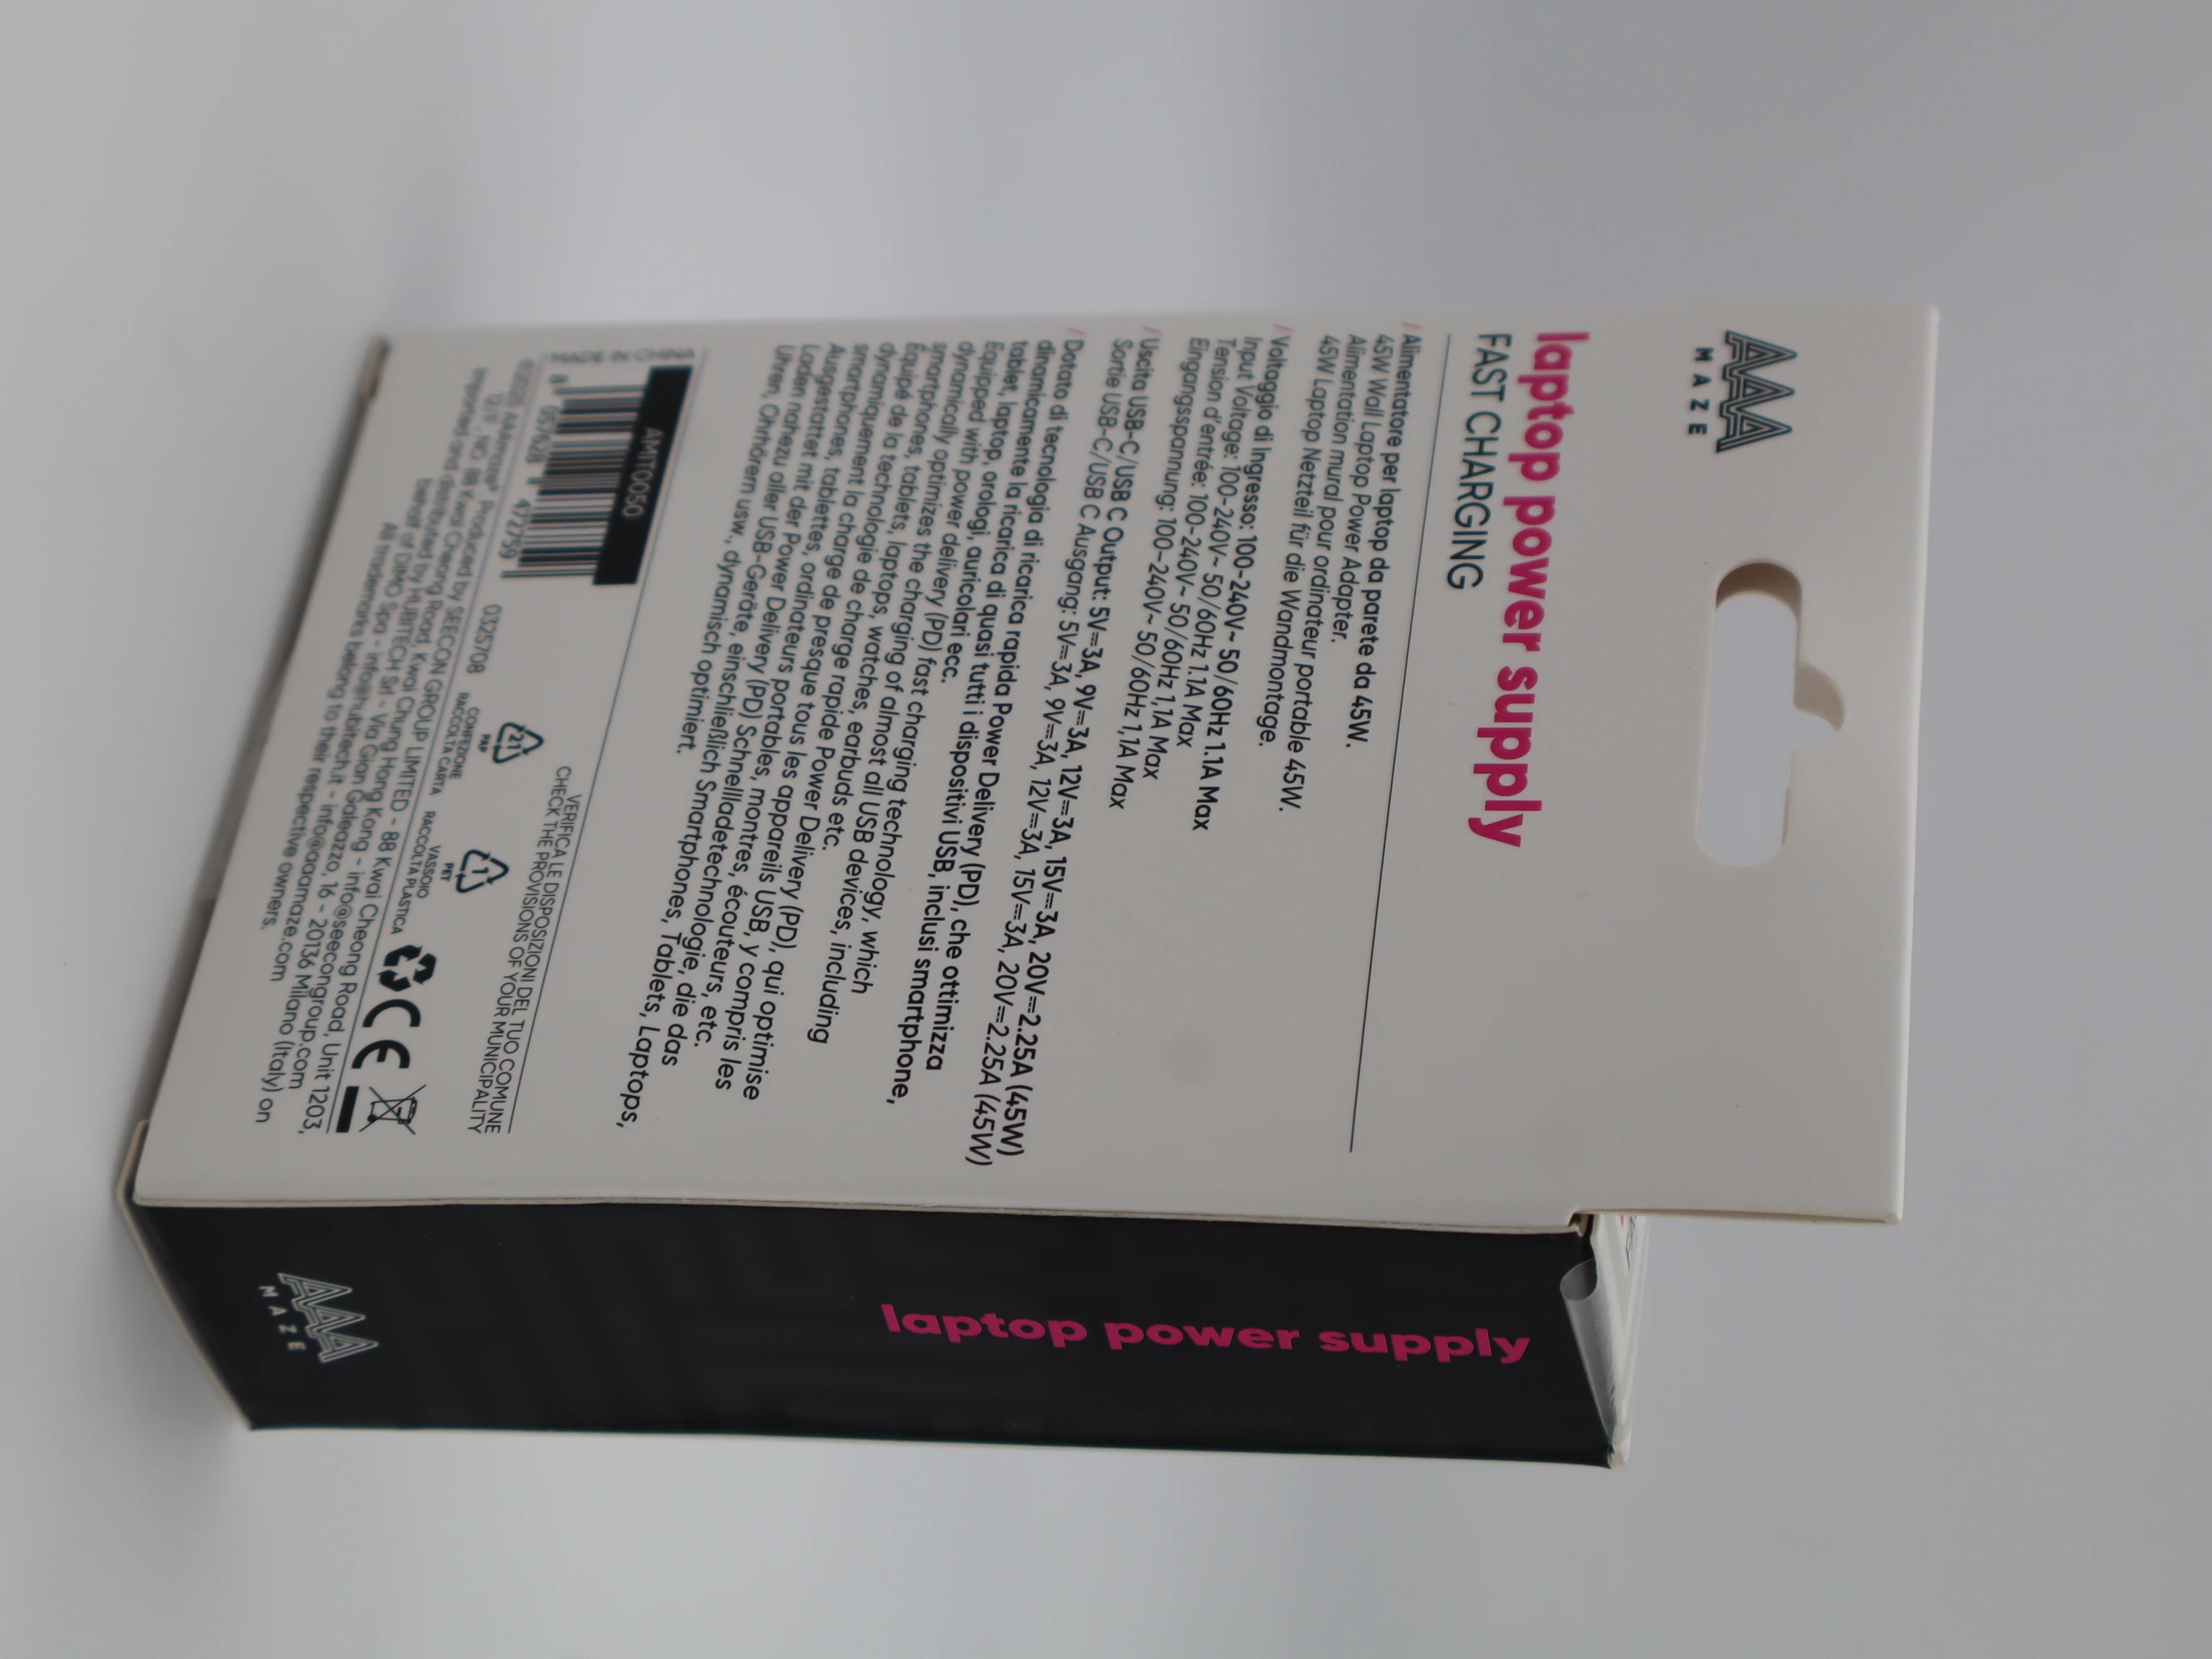 AAA
MAZE
laptop power supply
FAST CHARGING
/ Alimentatore per laptop da parete da 45W.
45W Wall Laptop Power Adapter.
Alimentation mural pour ordinateur portable 45W.
45W Laptop Netzteil für die Wandmontage.
/ Voltaggio di Ingresso: 100-240V~ 50/60Hz 1.1A Max
Input Voltage: 100-240V~ 50/60Hz 1.1A Max
Tension d'entrée: 100-240V~ 50/60Hz 1,1A Max
Eingangsspannung: 100-240V~ 50/60Hz 1,1A Max
/ Uscita USB-C/USB C Output: 5V⎓3A, 9V⎓3A, 12V⎓3A, 15V⎓3A, 20V⎓2.25A (45W)
Sortie USB-C/USB C Ausgang: 5V⎓3A, 9V⎓3A, 12V⎓3A, 15V⎓3A, 20V⎓2.25A (45W)
/ Dotato di tecnologia di ricarica rapida Power Delivery (PD), che ottimizza
dinamicamente la ricarica di quasi tutti i dispositivi USB, inclusi smartphone,
tablet, laptop, orologi, auricolari ecc.
Equipped with power delivery (PD) fast charging technology, which
dynamically optimizes the charging of almost all USB devices, including
smartphones, tablets, laptops, watches, earbuds etc.
Équipé de la technologie de charge rapide Power Delivery (PD), qui optimise
dynamiquement la charge de presque tous les appareils USB, y compris les
smartphones, tablettes, ordinateurs portables, montres, écouteurs, etc.
Ausgestattet mit der Power Delivery (PD) Schnellladetechnologie, die das
Laden nahezu aller USB-Geräte, einschließlich Smartphones, Tablets, Laptops,
Uhren, Ohrhörern usw., dynamisch optimiert.
MADE IN CHINA
AMIT0050
8 057628 472759
0325708
VERIFICA LE DISPOSIZIONI DEL TUO COMUNE
CHECK THE PROVISIONS OF YOUR MUNICIPALITY
21
PAP
CONFEZIONE
RACCOLTA CARTA
1
PET
VASSOIO
RACCOLTA PLASTICA
CE
©2025 AAAmaze® Produced by SEECON GROUP LIMITED - 88 Kwai Cheong Road, Unit 1203,
12/F., NO. 88 Kwai Cheong Road, Kwai Chung Hong Kong - info@seecongroup.com
Imported and distributed by HUBITECH Srl - Via Gian Galeazzo, 16 - 20136 Milano (Italy) on
behalf of DIMO Spa - info@hubitech.it - info@aaamaze.com
All trademarks belong to their respective owners.
laptop power supply
AAA
MAZE